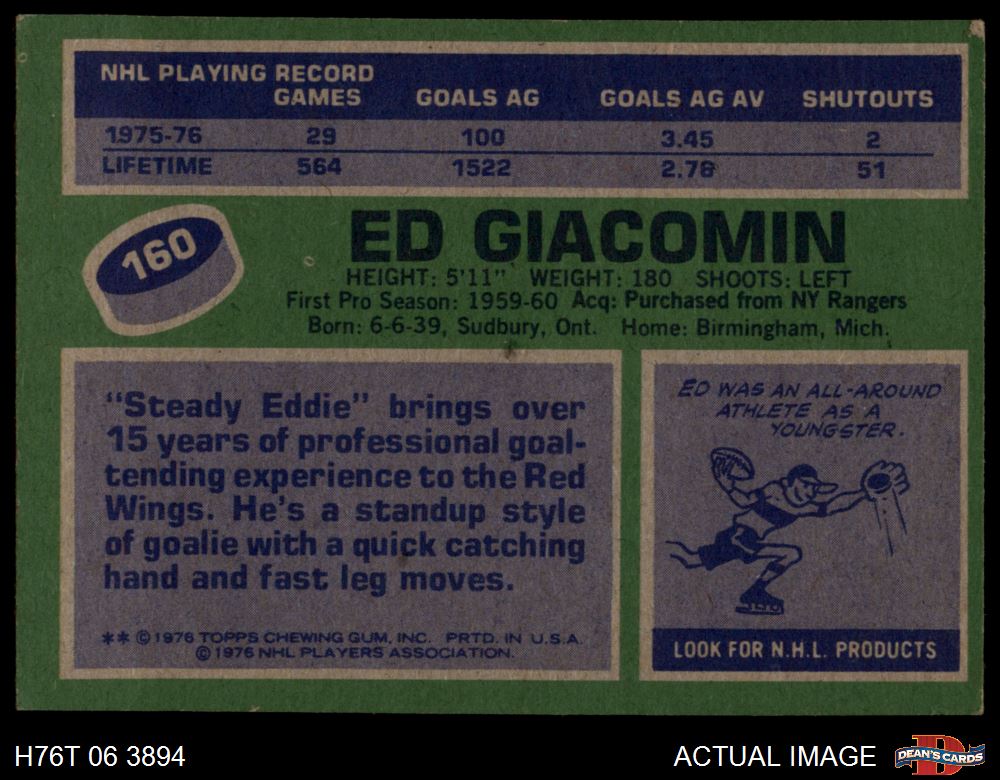 NHL PLAYING RECORD
GAMES GOALS AG GOALS AG AV SHUTOUTS
1975-76 29 100 3.45 2
LIFETIME 564 1522 2.78 51
160
ED GIACOMIN
HEIGHT: 5'11" WEIGHT: 180 SHOOTS: LEFT
First Pro Season: 1959-60 Acq: Purchased from NY Rangers
Born: 6-6-39, Sudbury, Ont. Home: Birmingham, Mich.
"Steady Eddie" brings over
15 years of professional goal-
tending experience to the Red
Wings. He's a standup style
of goalie with a quick catching
hand and fast leg moves.
** ©1976 TOPPS CHEWING GUM, INC. PRTD. IN U.S.A.
©1976 NHL PLAYERS ASSOCIATION.
ED WAS AN ALL-AROUND
ATHLETE AS A
YOUNGSTER.
LOOK FOR N.H.L. PRODUCTS
H76T 06 3894
ACTUAL IMAGE
D
DEAN'S CARDS